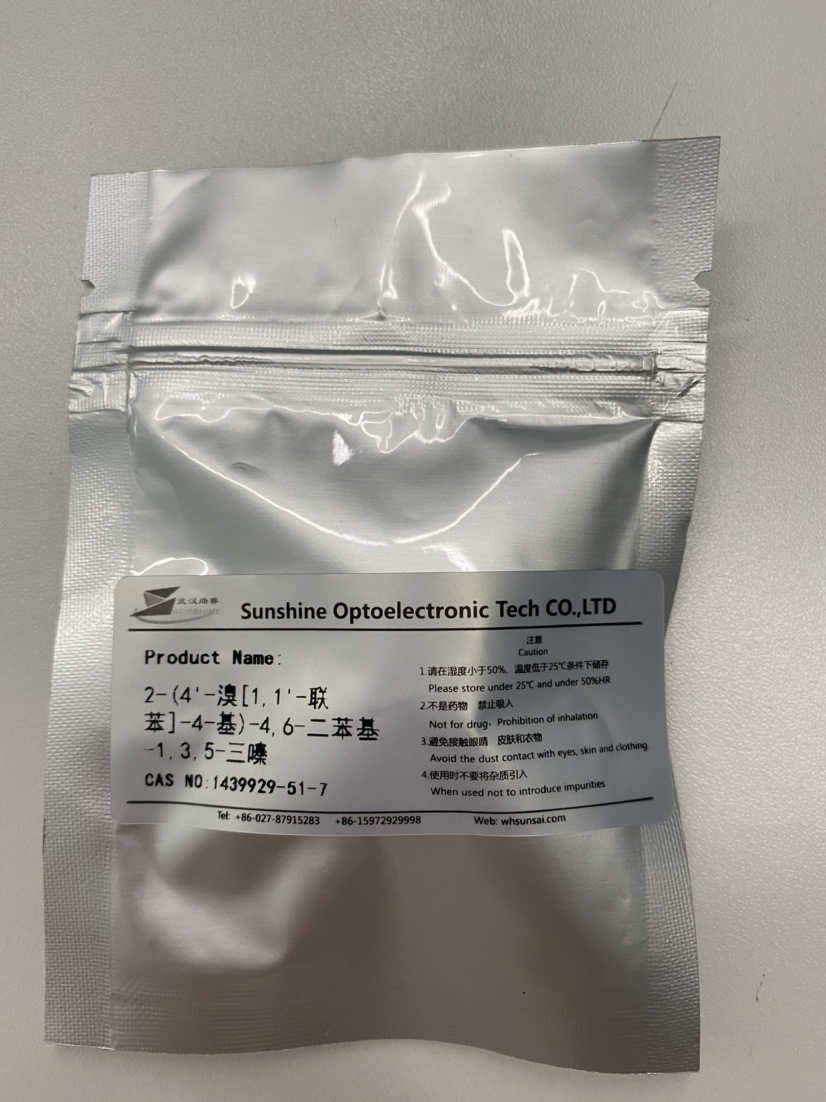 武汉尚赛
SUNSHINE
Sunshine Optoelectronic Tech CO.,LTD
Product Name:
2-(4'-溴[1,1'-联
苯]-4-基)-4,6-二苯基
-1,3,5-三嗪
CAS NO:1439929-51-7
注意
Caution
1.请在湿度小于50%、温度低于25℃条件下储存
Please store under 25℃ and under 50%HR
2.不是药物 禁止吸入
Not for drug, Prohibition of inhalation
3.避免接触眼睛 皮肤和衣物
Avoid the dust contact with eyes, skin and clothing
4.使用时不要将杂质引入
When used not to introduce impurities
Tel: +86-027-87915283 +86-15972929998 Web: whsunsai.com